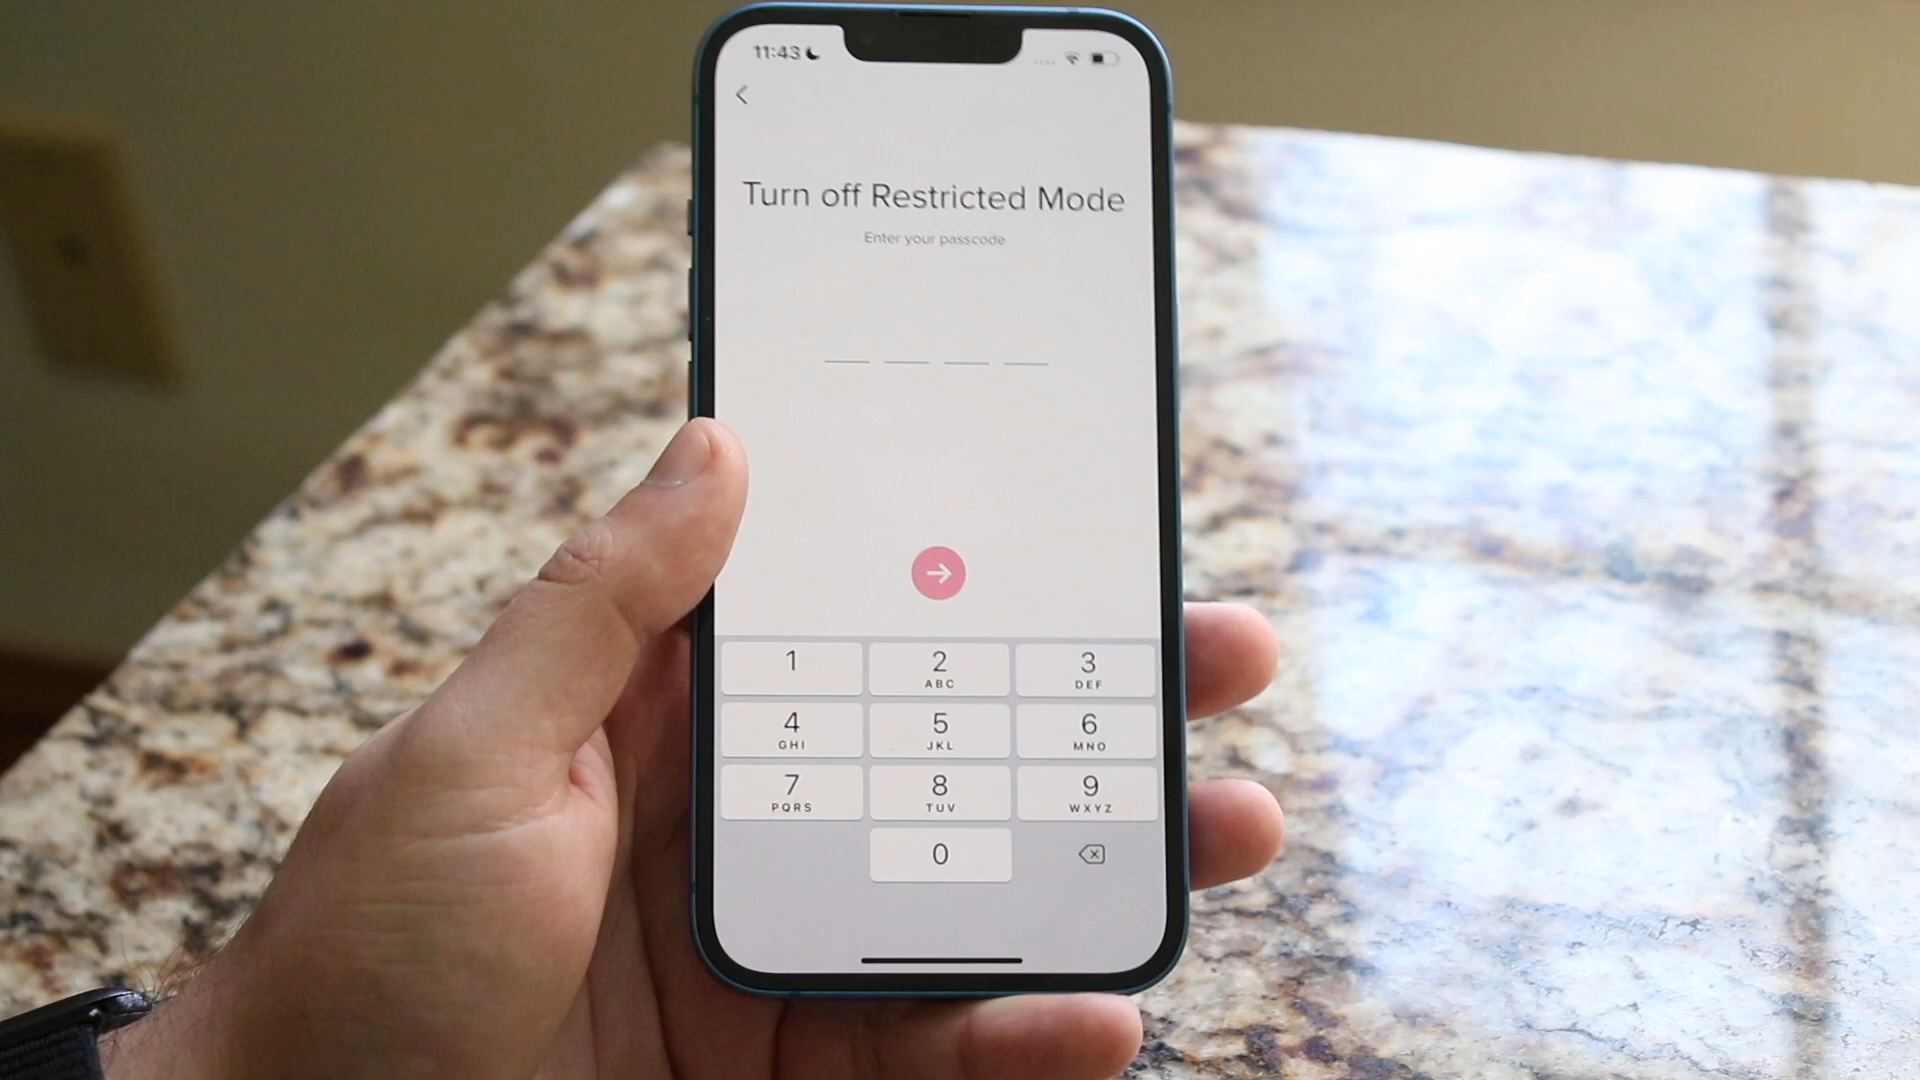 11:43
Turn off Restricted Mode
Enter your passcode
1
2
ABC
3
DEF
4
GHI
5
JKL
6
MNO
7
PQRS
8
TUV
9
WXYZ
0